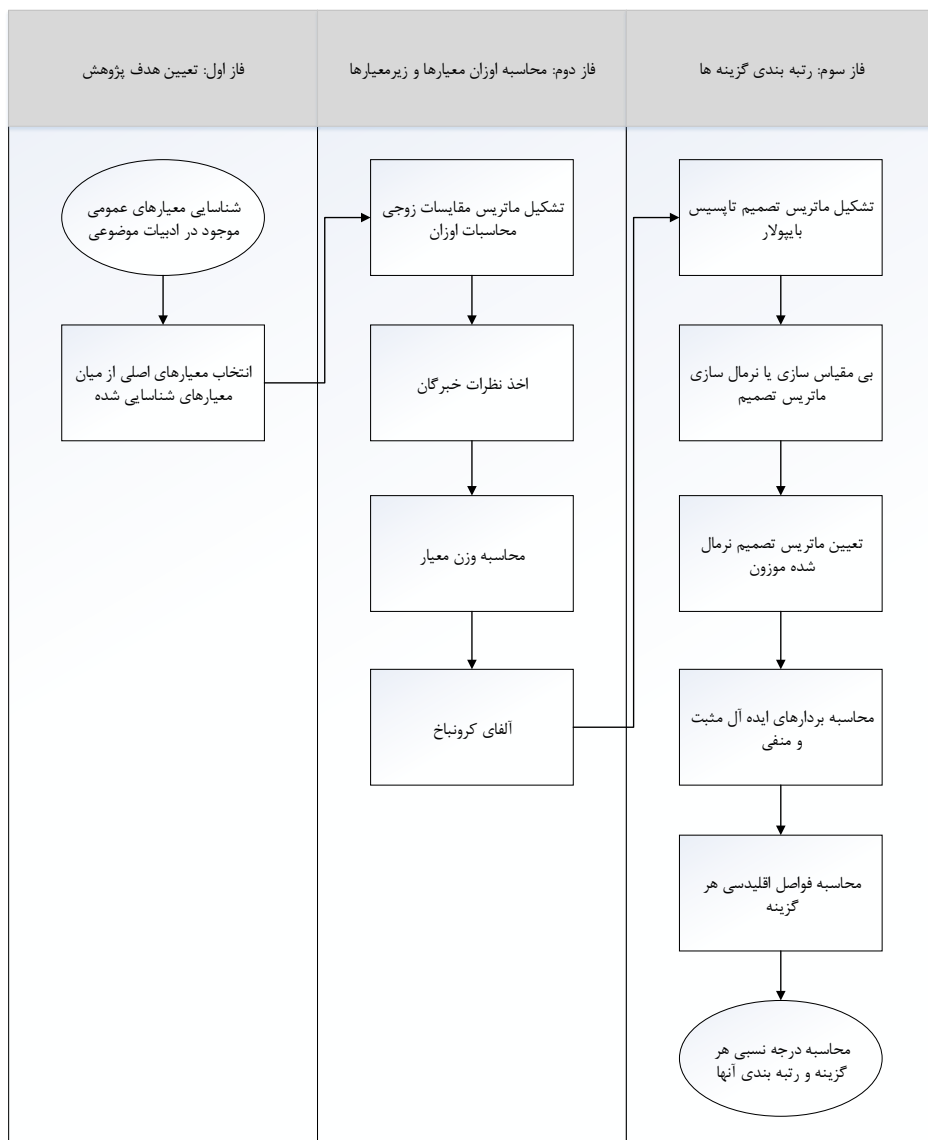 فاز اول: تعیین هدف پژوهش
شناسایی معیارهای عمومی
موجود در ادبیات موضوعی
انتخاب معیارهای اصلی از میان
معیارهای شناسایی شده
فاز دوم: محاسبه اوزان معیارها و زیرمعیارها
تشکیل ماتریس مقایسات زوجی
محاسبات اوزان
اخذ نظرات خبرگان
محاسبه وزن معیار
آلفای کرونباخ
فاز سوم: رتبه بندی گزینه ها
تشکیل ماتریس تصمیم تاپسیس
بایپولار
بی مقیاس سازی یا نرمال سازی
ماتریس تصمیم
تعیین ماتریس تصمیم نرمال
شده موزون
محاسبه بردارهای ایده آل مثبت
و منفی
محاسبه فواصل اقلیدسی هر
گزینه
محاسبه درجه نسبی هر
گزینه و رتبه بندی آنها